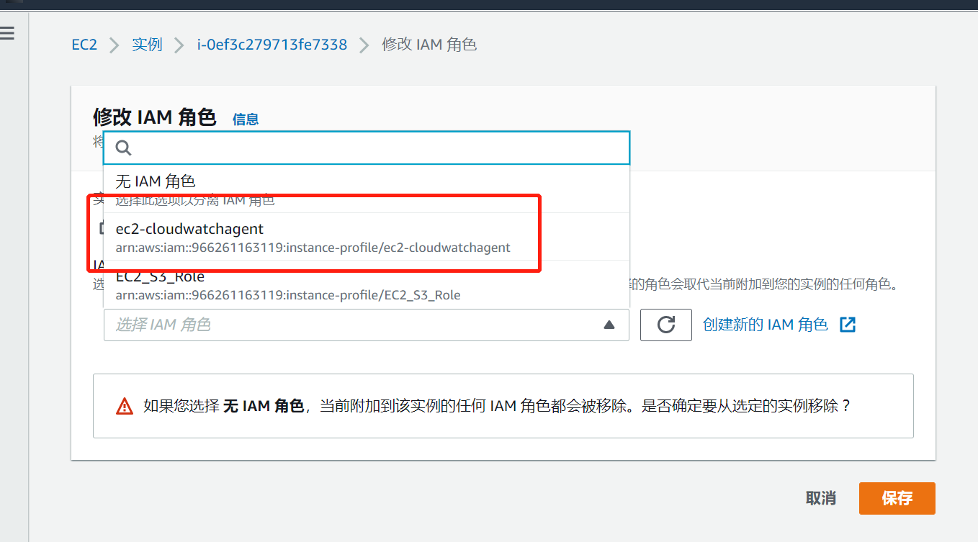 EC2 > 实例 > i-0ef3c279713fe7338 > 修改 IAM 角色
修改 IAM 角色 信息
将
无 IAM 角色
选择此选项以分离 IAM 角色
实
ec2-cloudwatchagent
arn:aws:iam::966261163119:instance-profile/ec2-cloudwatchagent
IA
EC2_S3_Role
选
的角色会取代当前附加到您的实例的任何角色。
arn:aws:iam::966261163119:instance-profile/EC2_S3_Role
选择 IAM 角色
创建新的 IAM 角色
如果您选择 无 IAM 角色，当前附加到该实例的任何 IAM 角色都会被移除。是否确定要从选定的实例移除？
取消
保存